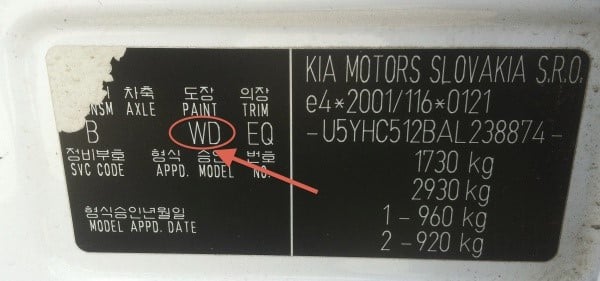 차축 도장 의장
NSM AXLE PAINT TRIM
B WD EQ
정비부호 형식 승인 번호
SVC CODE APPD. MODEL NO.
형식승인년월일
MODEL APPD. DATE
KIA MOTORS SLOVAKIA S.R.O.
e4*2001/116*0121
-U5YHC512BAL238874-
1730 kg
2930 kg
1 - 960 kg
2 - 920 kg